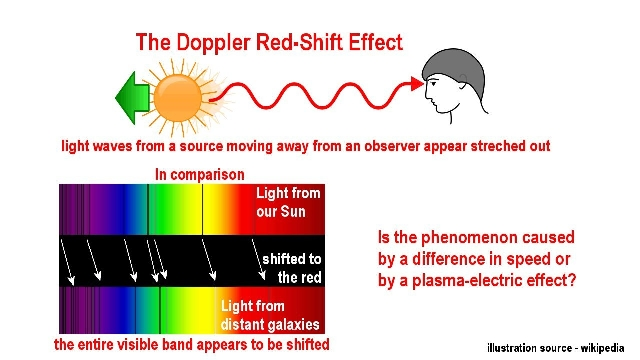 The Doppler Red-Shift Effect
light waves from a source moving away from an observer appear streched out
In comparison
Light from
our Sun
shifted to
the red
Light from
distant galaxies
the entire visible band appears to be shifted
Is the phenomenon caused
by a difference in speed or
by a plasma-electric effect?
illustration source - wikipedia